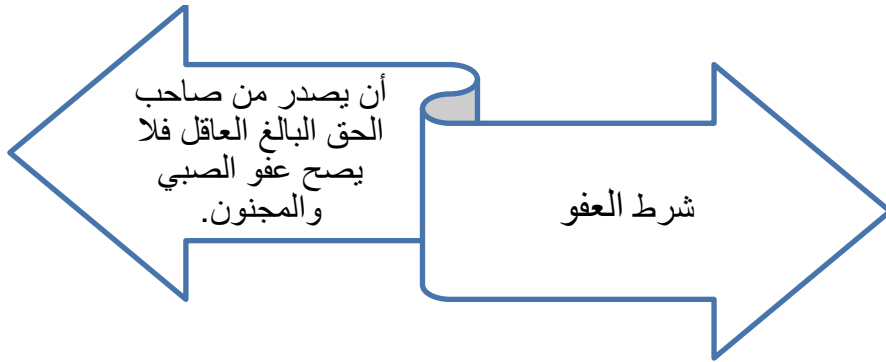 شرط العفو
أن يصدر من صاحب
الحق البالغ العاقل فلا
يصح عفو الصبي
والمجنون.